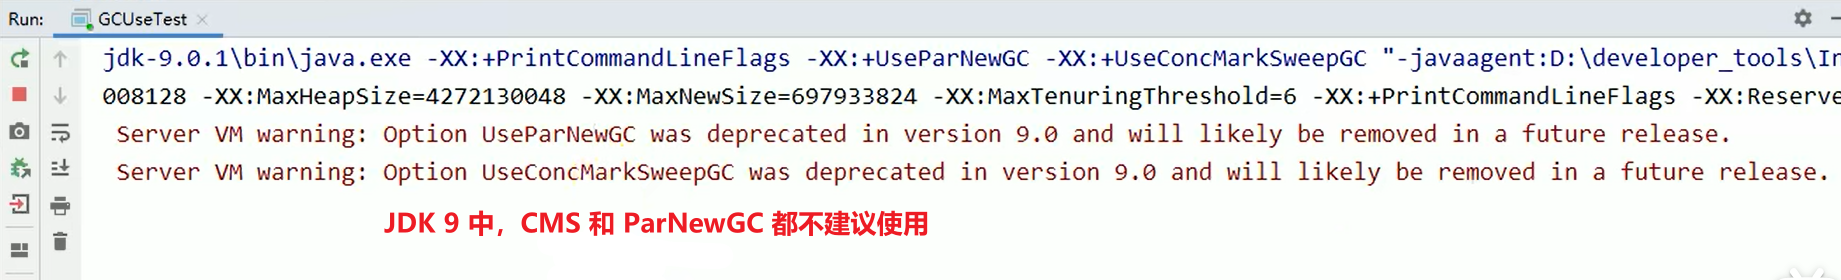 Run: GCUseTest
jdk-9.0.1\bin\java.exe -XX:+PrintCommandLineFlags -XX:+UseParNewGC -XX:+UseConcMarkSweepGC "-javaagent:D:\developer_tools\In
008128 -XX:MaxHeapSize=4272130048 -XX:MaxNewSize=697933824 -XX:MaxTenuringThreshold=6 -XX:+PrintCommandLineFlags -XX:Reserve
Server VM warning: Option UseParNewGC was deprecated in version 9.0 and will likely be removed in a future release.
Server VM warning: Option UseConcMarkSweepGC was deprecated in version 9.0 and will likely be removed in a future release.
JDK 9 中，CMS 和 ParNewGC 都不建议使用